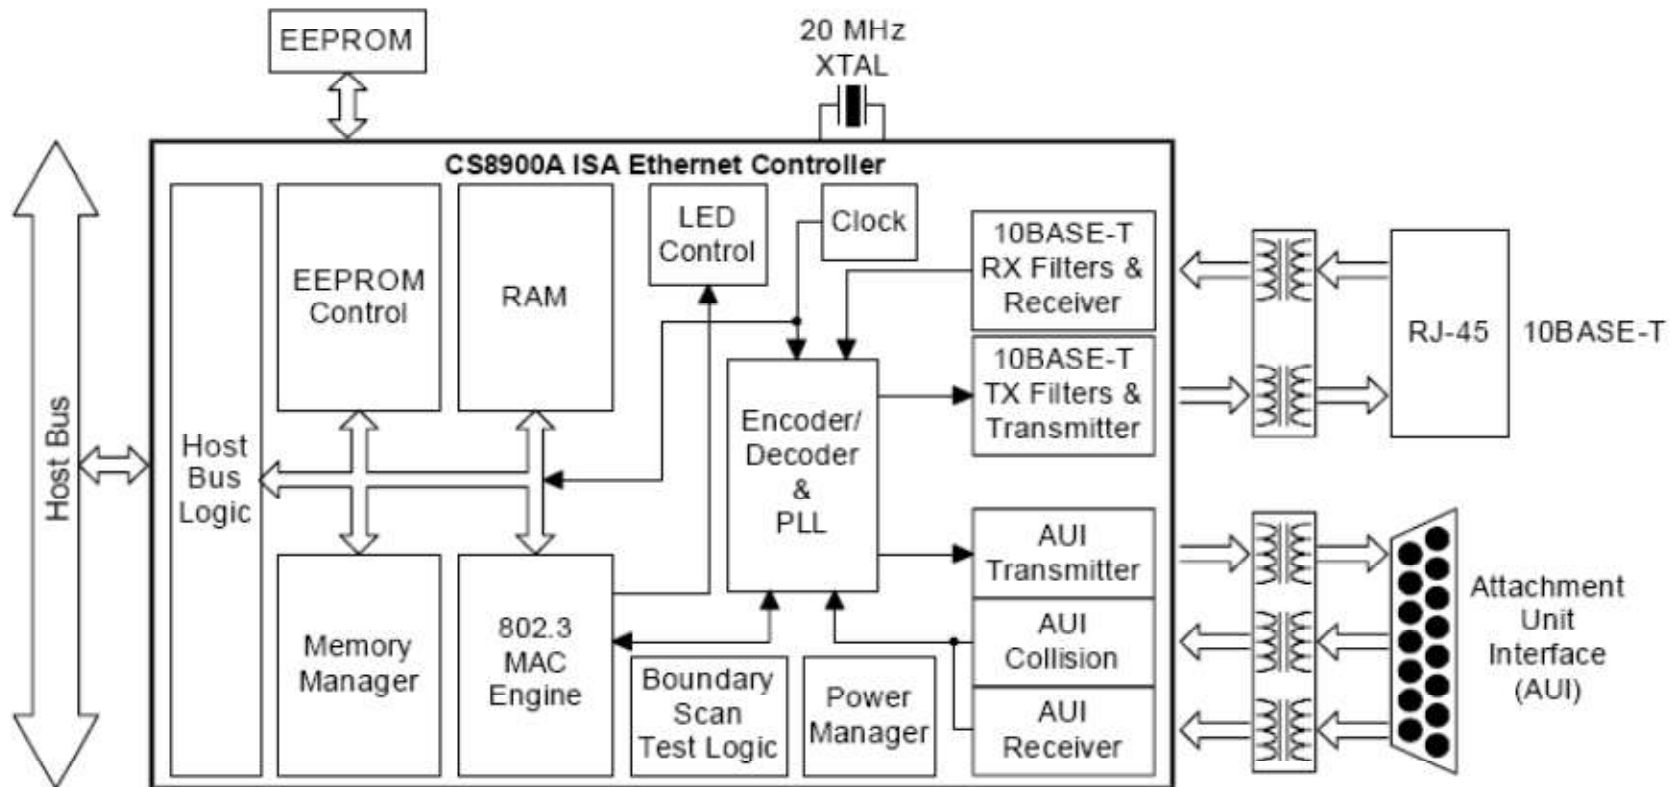 EEPROM
20 MHz
XTAL
CS8900A ISA Ethernet Controller
Host Bus
Host
Bus
Logic
EEPROM
Control
RAM
LED
Control
Clock
10BASE-T
RX Filters &
Receiver
10BASE-T
TX Filters &
Transmitter
RJ-45
10BASE-T
Encoder/
Decoder
&
PLL
Memory
Manager
802.3
MAC
Engine
Boundary
Scan
Test Logic
Power
Manager
AUI
Transmitter
AUI
Collision
AUI
Receiver
Attachment
Unit
Interface
(AUI)